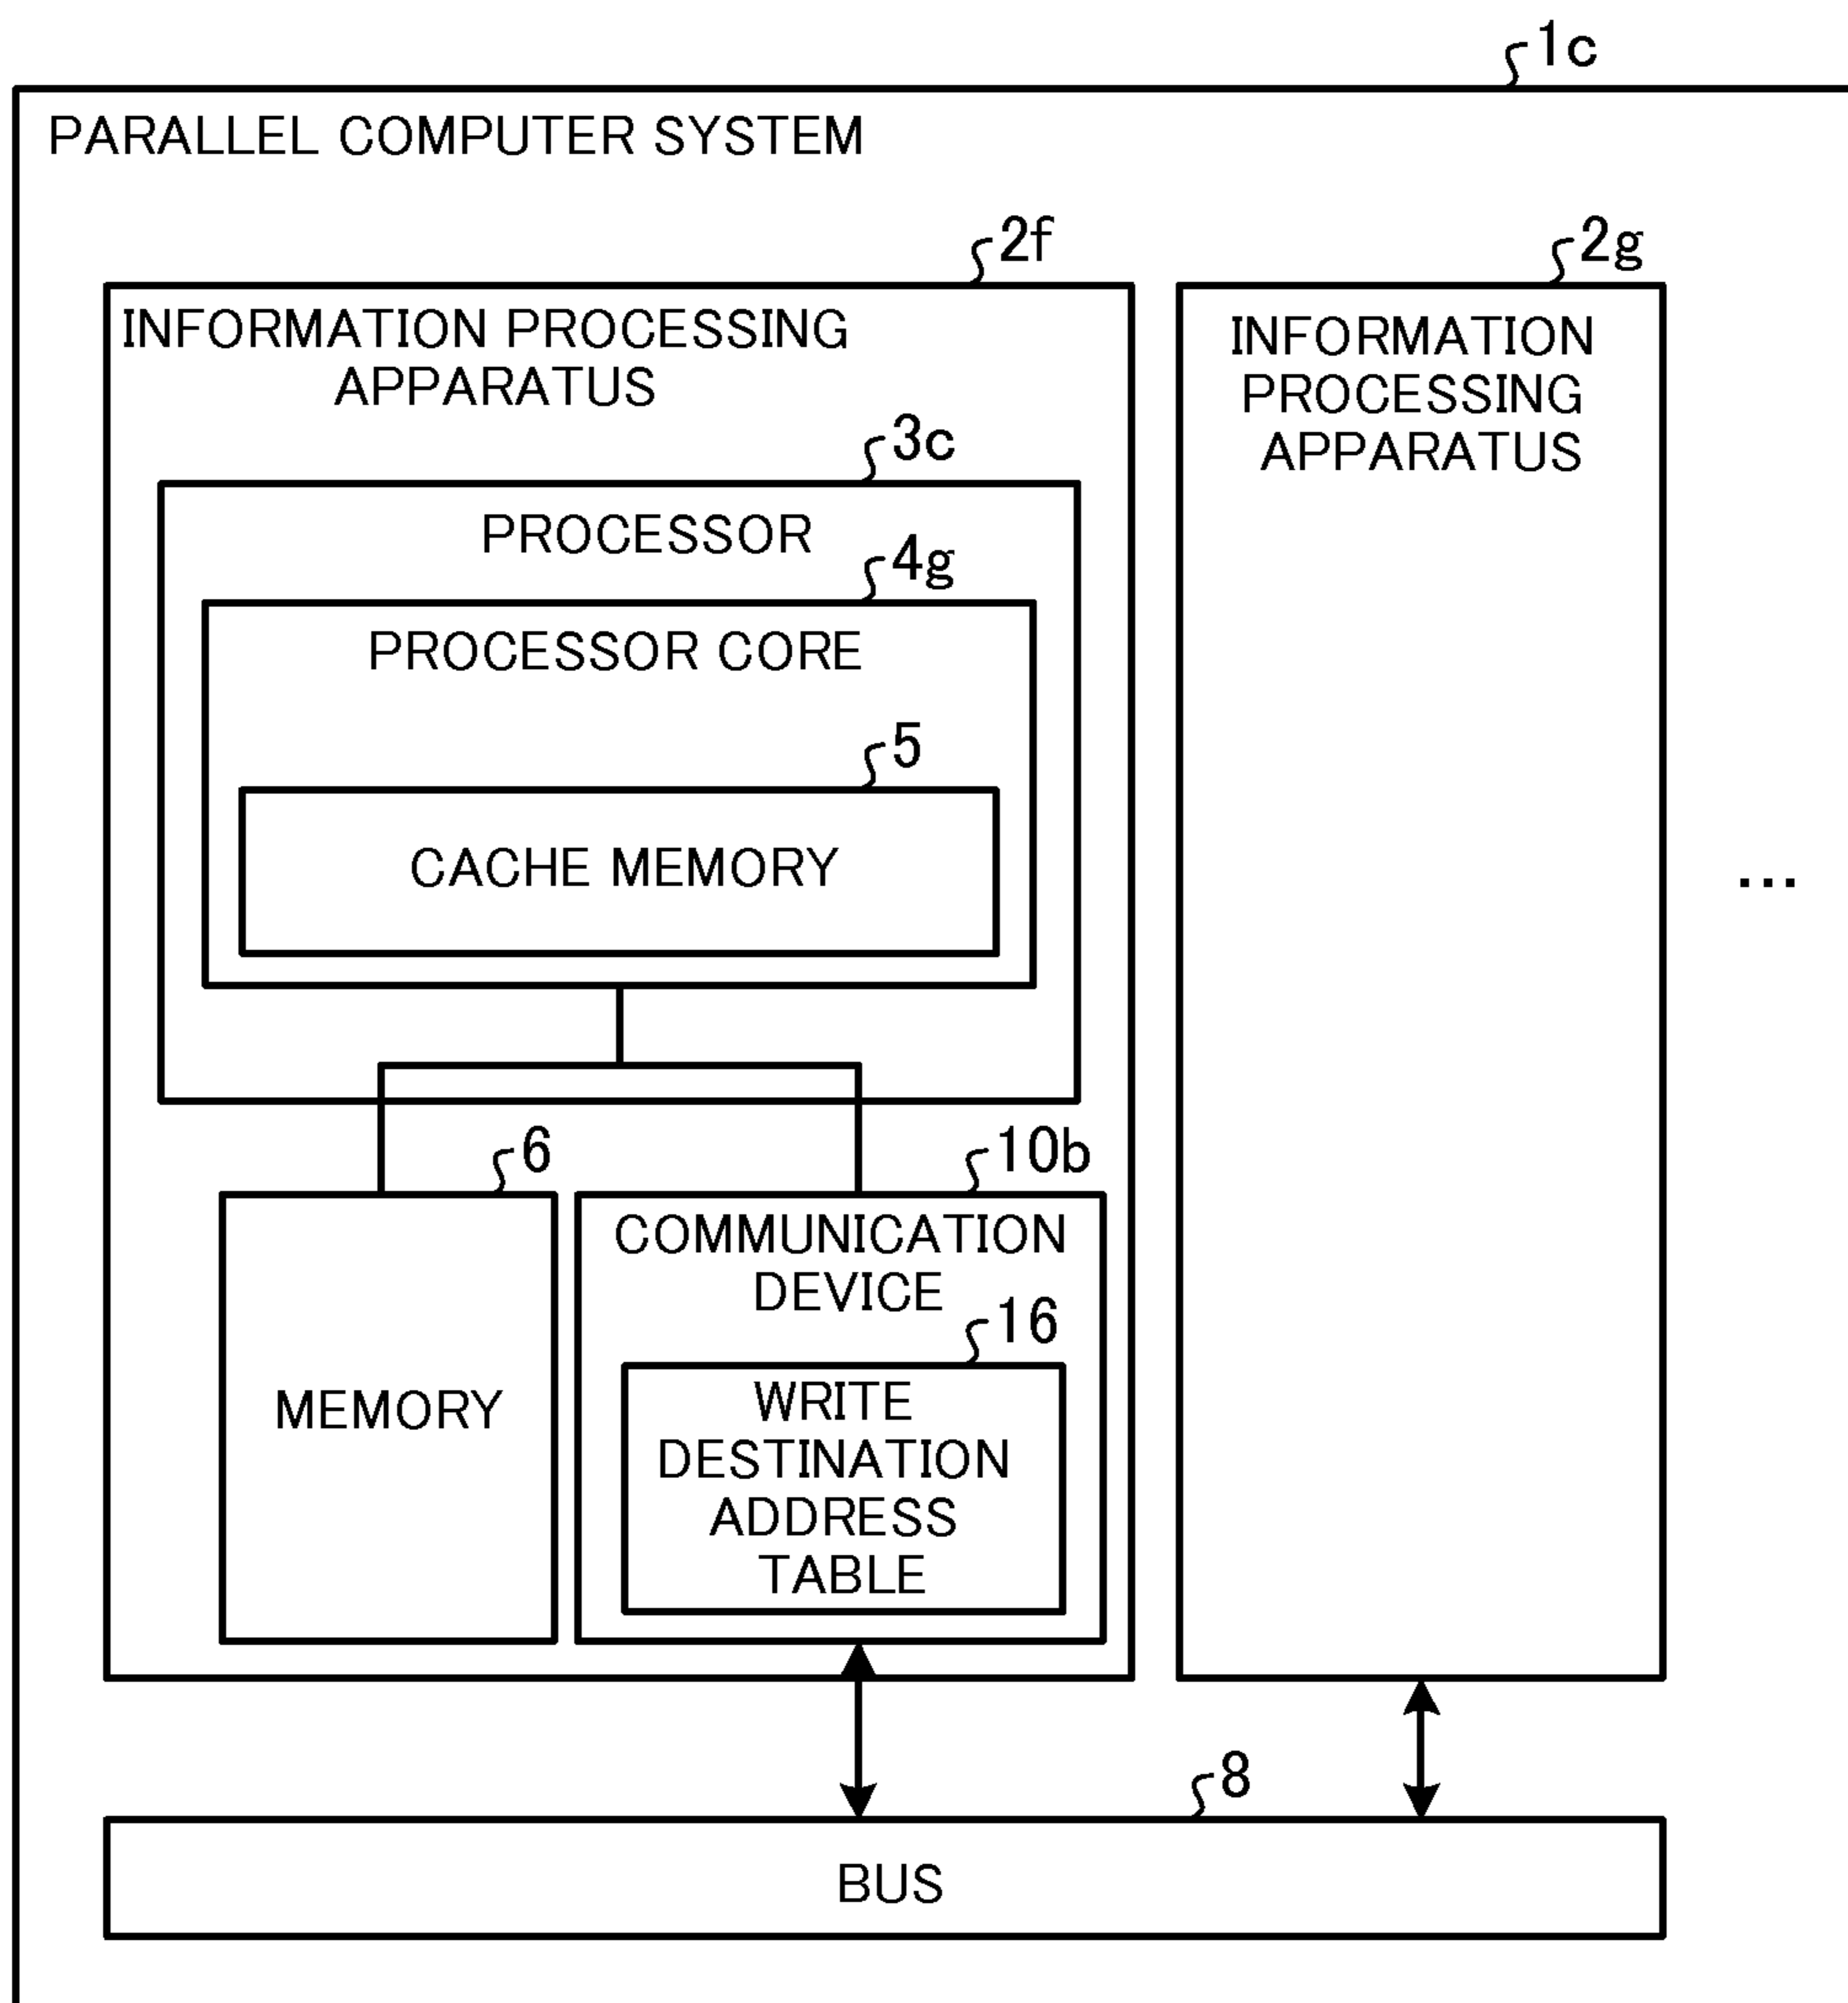 1c
PARALLEL COMPUTER SYSTEM
2f
INFORMATION PROCESSING
APPARATUS
3c
PROCESSOR
4g
PROCESSOR CORE
5
CACHE MEMORY
6
MEMORY
10b
COMMUNICATION
DEVICE
16
WRITE
DESTINATION
ADDRESS
TABLE
2g
INFORMATION
PROCESSING
APPARATUS
...
8
BUS